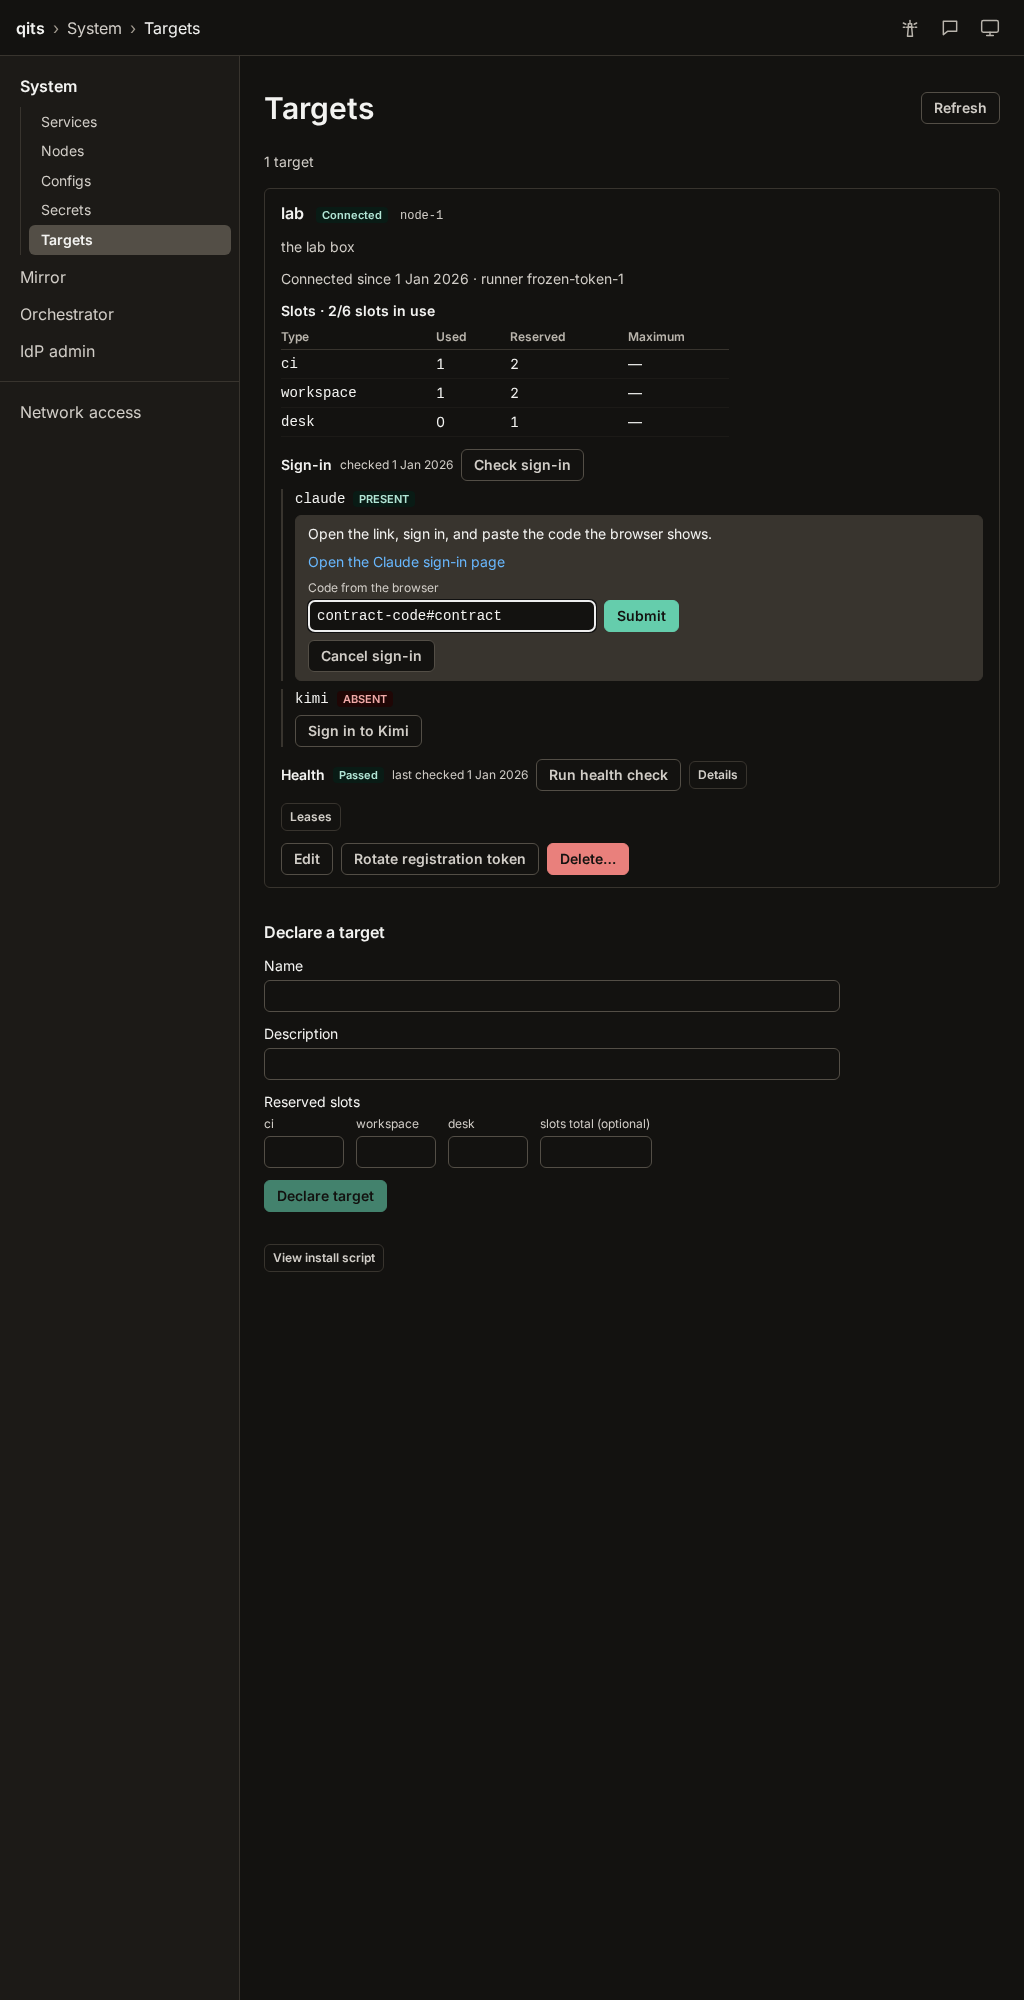 qits › System › Targets
System
Services
Nodes
Configs
Secrets
Targets
Mirror
Orchestrator
IdP admin
Network access
Targets
Refresh
1 target
lab Connected node-1
the lab box
Connected since 1 Jan 2026 · runner frozen-token-1
Slots · 2/6 slots in use
Type Used Reserved Maximum
ci 1 2 —
workspace 1 2 —
desk 0 1 —
Sign-in checked 1 Jan 2026 Check sign-in
claude PRESENT
Open the link, sign in, and paste the code the browser shows.
Open the Claude sign-in page
Code from the browser
contract-code#contract Submit
Cancel sign-in
kimi ABSENT
Sign in to Kimi
Health Passed last checked 1 Jan 2026 Run health check Details
Leases
Edit Rotate registration token Delete…
Declare a target
Name
Description
Reserved slots
ci workspace desk slots total (optional)
Declare target
View install script